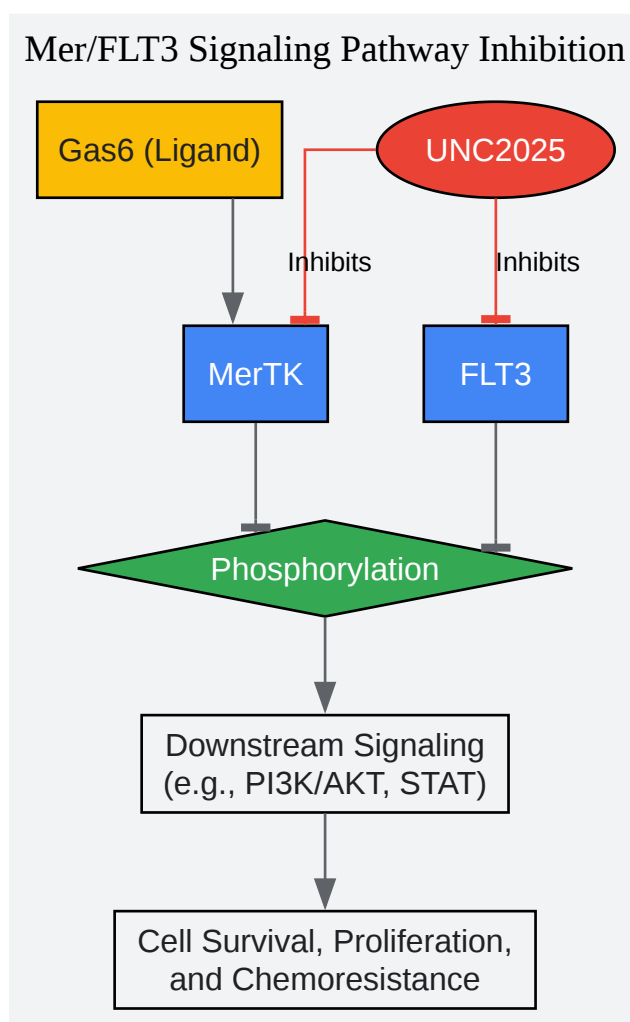 Mer/FLT3 Signaling Pathway Inhibition
Gas6 (Ligand)
UNC2025
Inhibits
Inhibits
MerTK
FLT3
Phosphorylation
Downstream Signaling
(e.g., PI3K/AKT, STAT)
Cell Survival, Proliferation,
and Chemoresistance